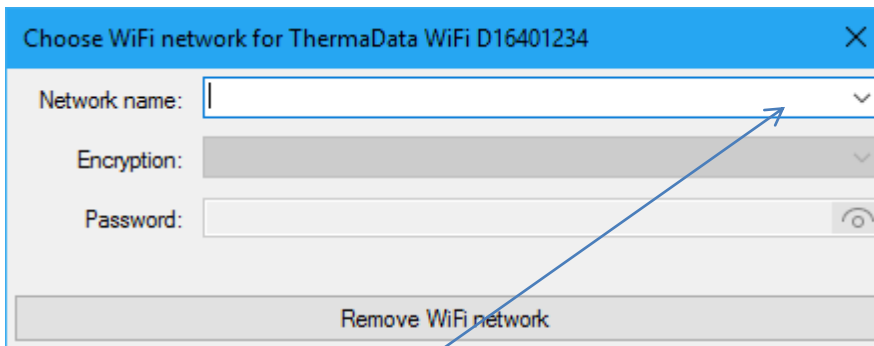 Choose WiFi network for ThermaData WiFi D16401234
Network name:
Encryption:
Password:
Remove WiFi network